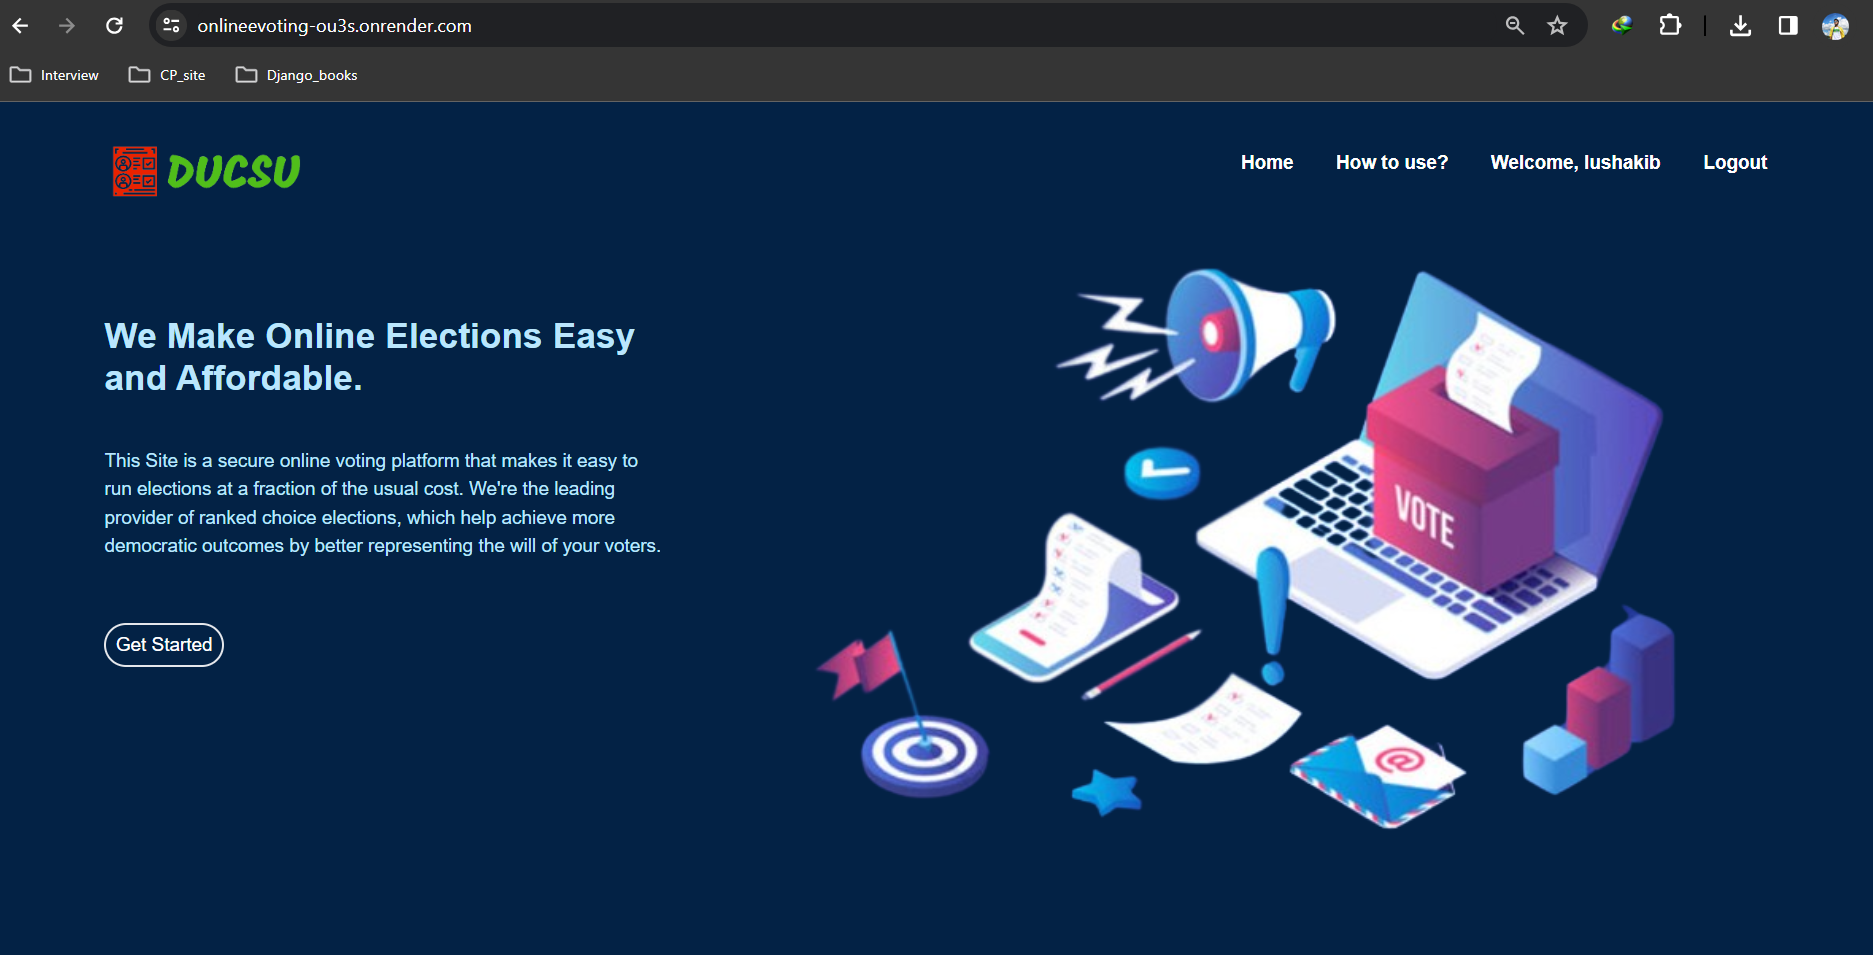 onlineevoting-ou3s.onrender.com
Interview
CP_site
Django_books
DUCSU
Home
How to use?
Welcome, lushakib
Logout
We Make Online Elections Easy
and Affordable.
This Site is a secure online voting platform that makes it easy to
run elections at a fraction of the usual cost. We're the leading
provider of ranked choice elections, which help achieve more
democratic outcomes by better representing the will of your voters.
Get Started
VOTE
@